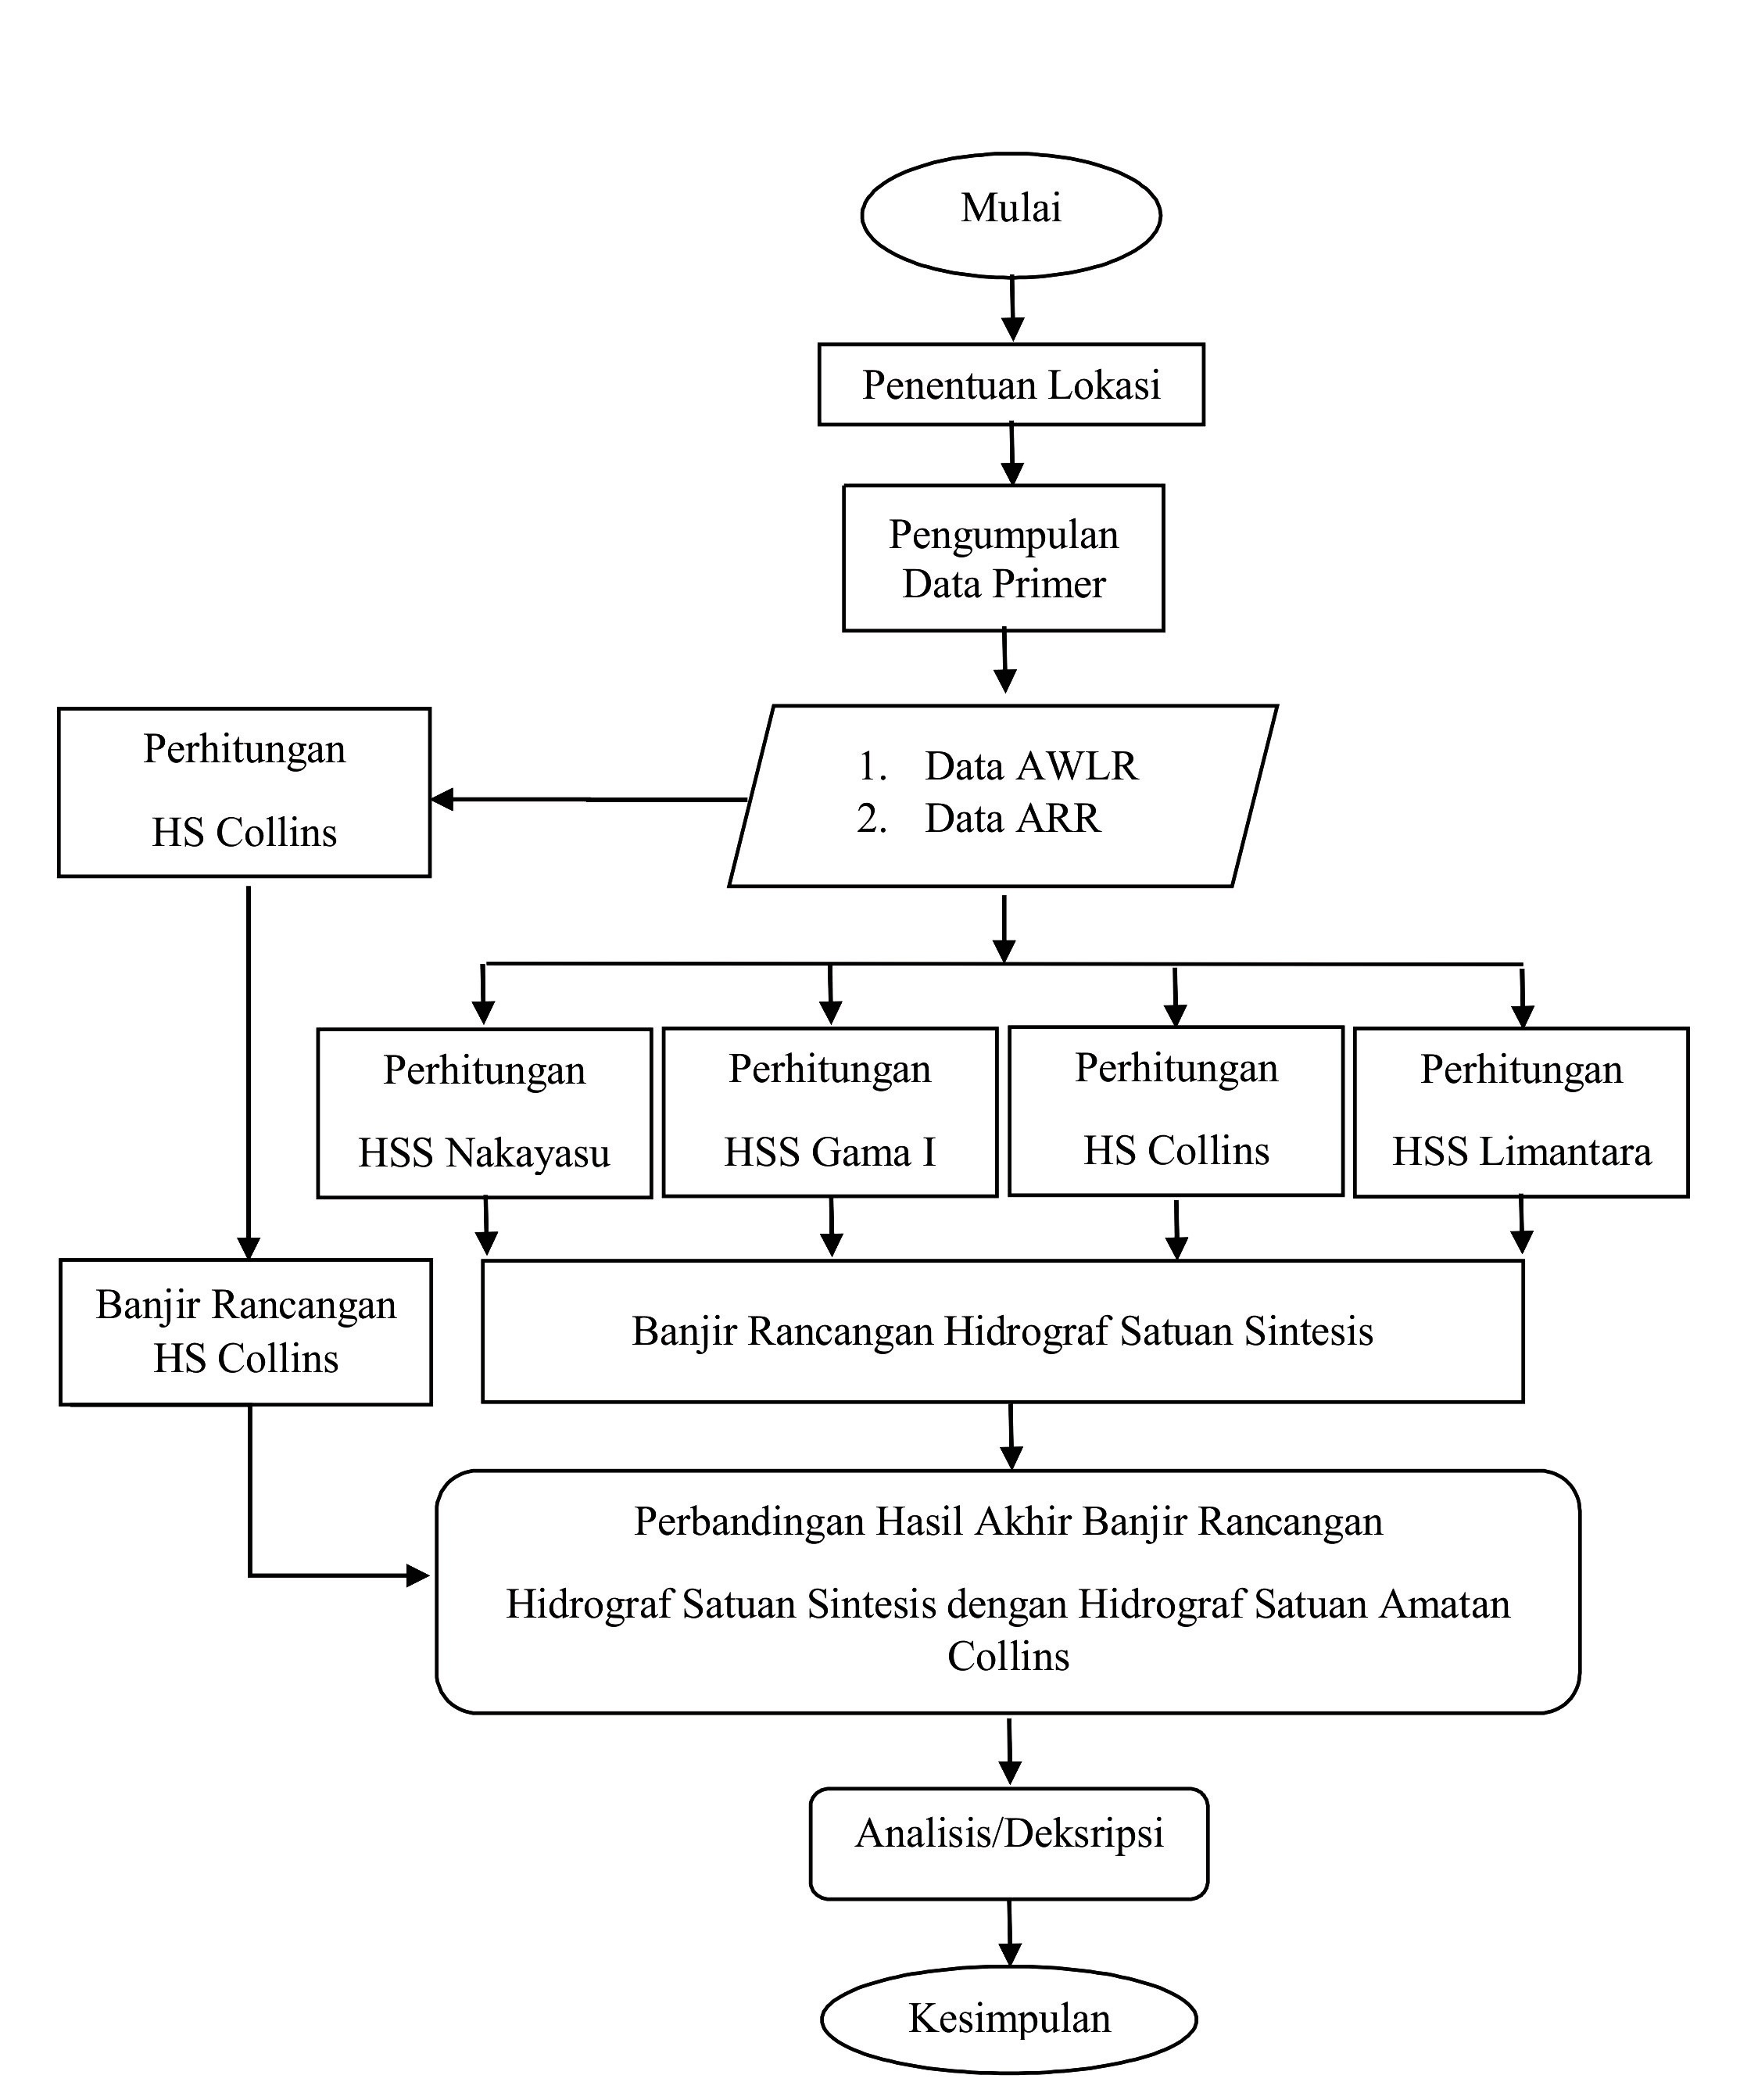 Mulai
Penentuan Lokasi
Pengumpulan
Data Primer
1. Data AWLR
2. Data ARR
Perhitungan
HS Collins
Perhitungan
HSS Nakayasu
Perhitungan
HSS Gama I
Perhitungan
HS Collins
Perhitungan
HSS Limantara
Banjir Rancangan
HS Collins
Banjir Rancangan Hidrograf Satuan Sintesis
Perbandingan Hasil Akhir Banjir Rancangan
Hidrograf Satuan Sintesis dengan Hidrograf Satuan Amatan
Collins
Analisis/Deksripsi
Kesimpulan